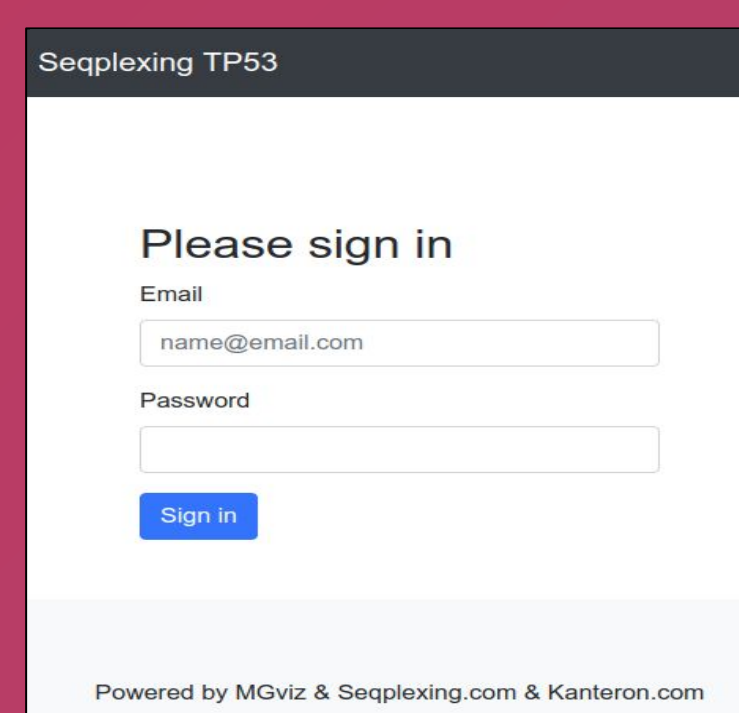 Seqplexing TP53
Please sign in
Email
name@email.com
Password
Sign in
Powered by MGviz & Seqplexing.com & Kanteron.com